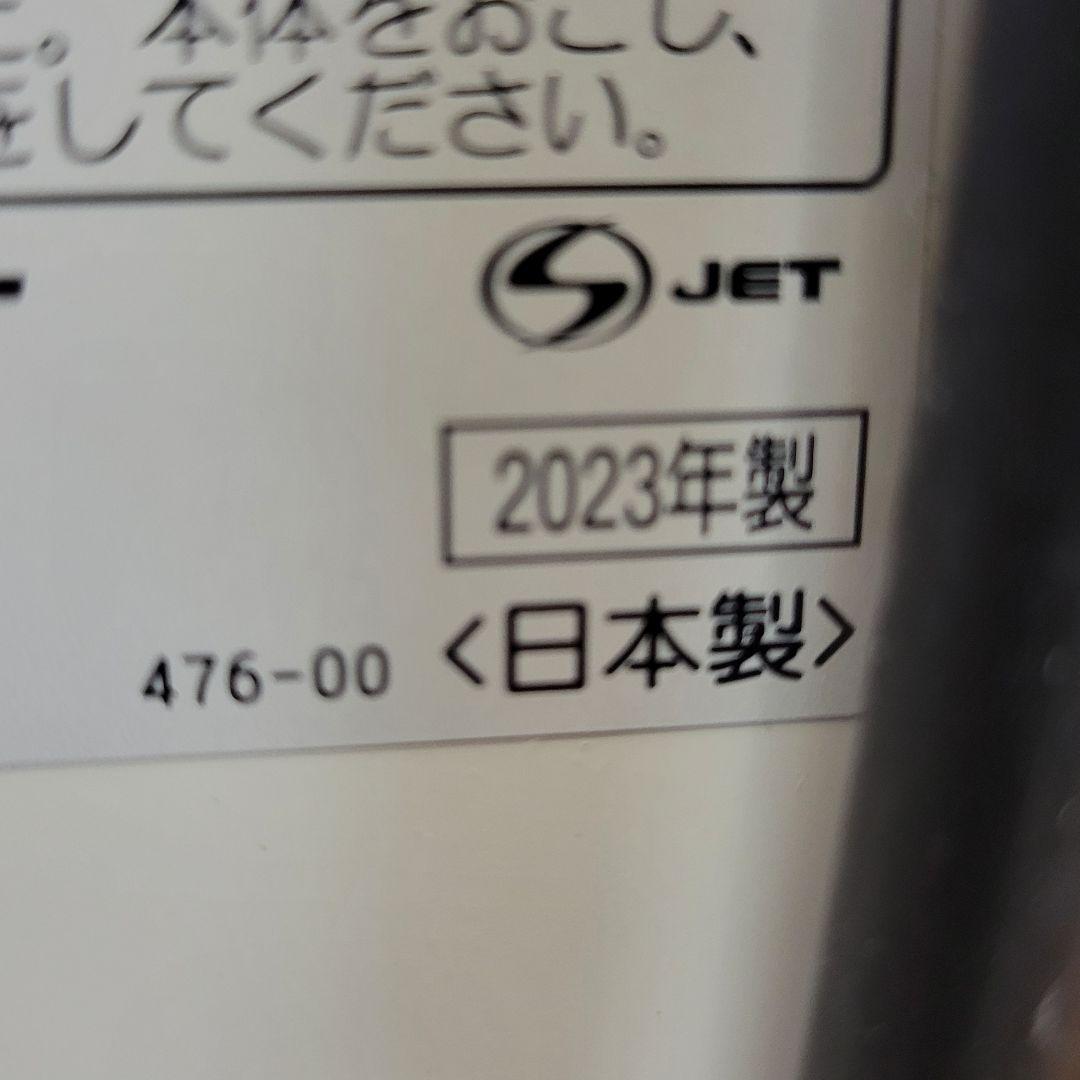 。本体をおこし、
をしてください。
JET
2023年製
476-00 <日本製>